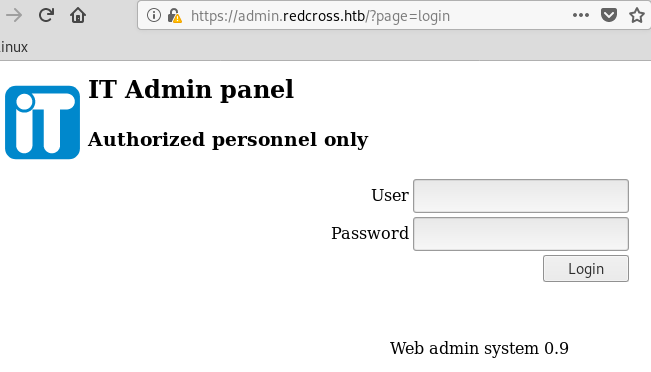 https://admin.redcross.htb/?page=login
inux
iT
IT Admin panel
Authorized personnel only
User
Password
Login
Web admin system 0.9